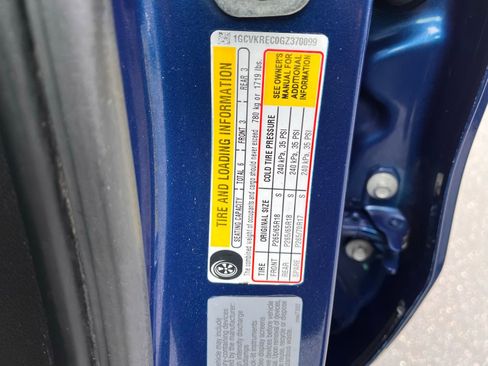 1GCVKREC0GZ370099
TIRE AND LOADING INFORMATION
SEATING CAPACITY TOTAL 6 FRONT 3 REAR 3
The combined weight of occupants and cargo should never exceed 780 kg or 1719 lbs.
TIRE ORIGINAL SIZE COLD TIRE PRESSURE
FRONT P265/65R18 S 240 kPa, 35 PSI
REAR P265/65R18 S 240 kPa, 35 PSI
SPARE P265/70R17 S 240 kPa, 35 PSI
SEE OWNER'S
MANUAL FOR
ADDITIONAL
INFORMATION